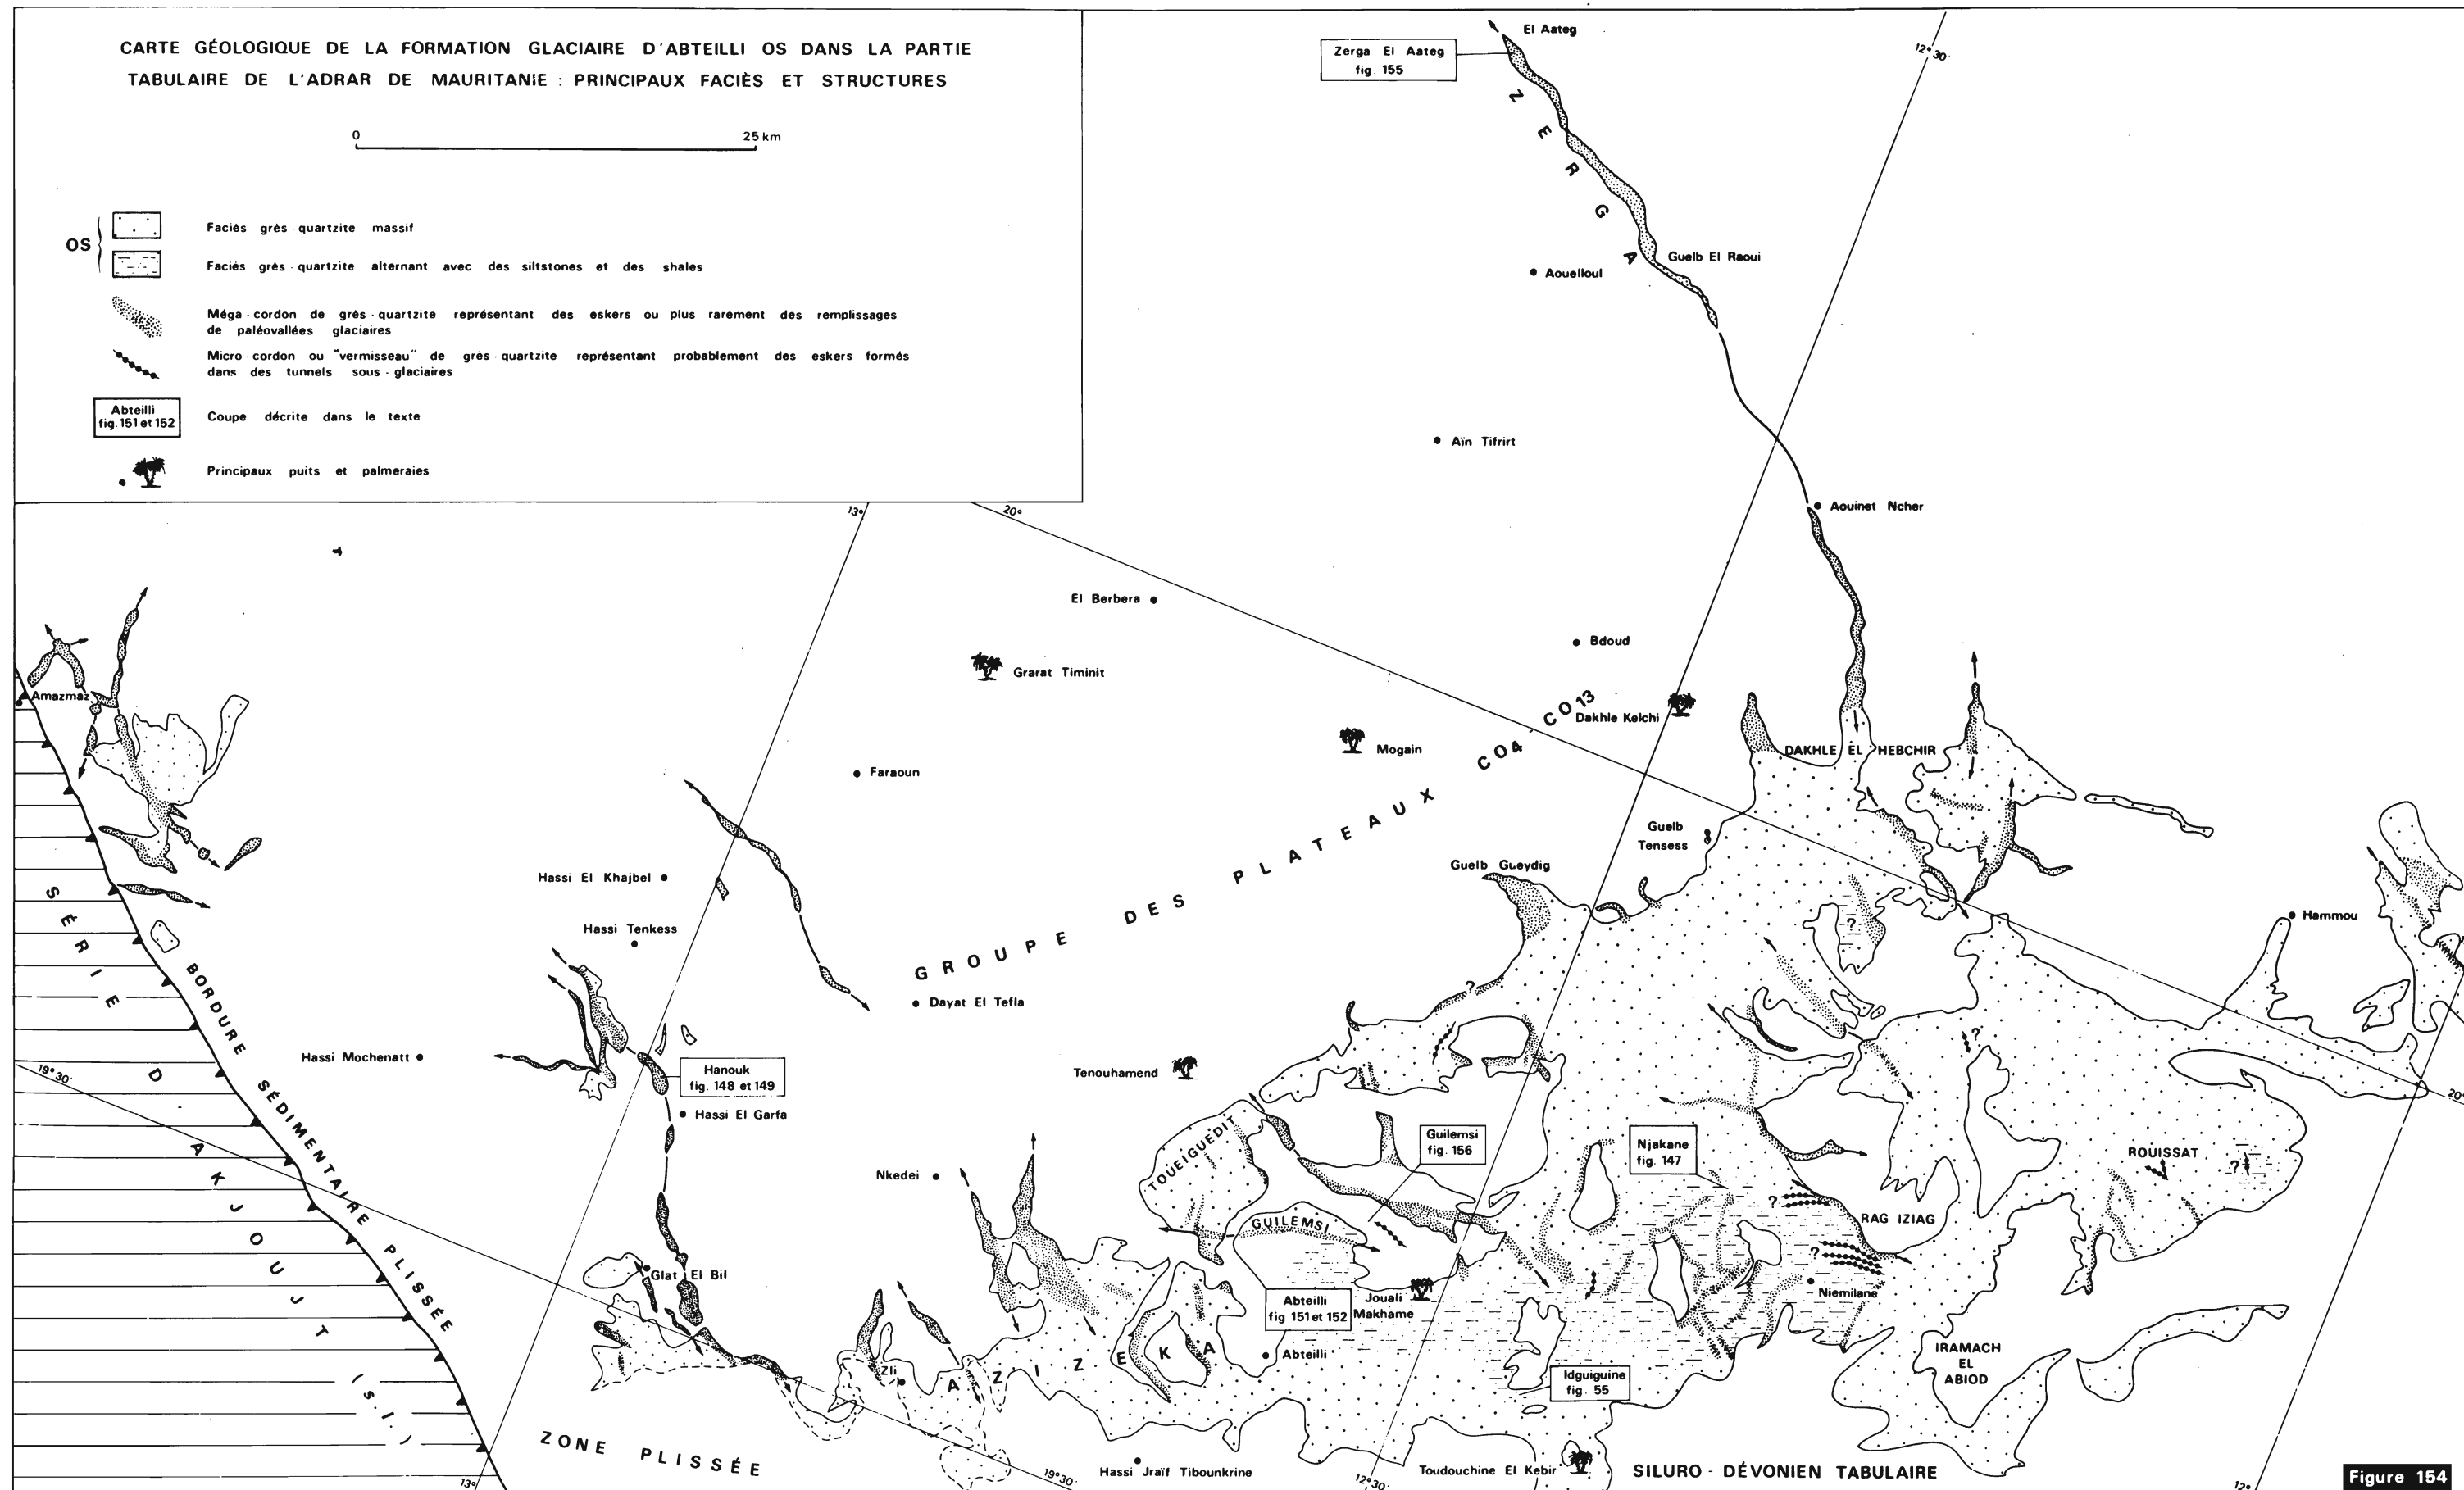 CARTE GÉOLOGIQUE DE LA FORMATION GLACIAIRE D'ABTEILLI OS DANS LA PARTIE
TABULAIRE DE L'ADRAR DE MAURITANIE : PRINCIPAUX FACIÈS ET STRUCTURES
0
25 km
OS
Faciès grès-quartzite massif
Faciès grès-quartzite alternant avec des siltstones et des shales
Méga-cordon de grès-quartzite représentant des eskers ou plus rarement des remplissages
de paléovallées glaciaires
Micro-cordon ou "vermisseau" de grès-quartzite représentant probablement des eskers formés
dans des tunnels sous-glaciaires
Abteilli
fig.151 et 152
Coupe décrite dans le texte
Principaux puits et palmeraies
El Aateg
Zerga El Aateg
fig. 155
12°30'
ZERGA
Guelb El Raoui
Aouelloul
Aïn Tifrirt
Aouinet Ncher
13°
20°
El Berbera
Bdoud
Grarat Timinit
Dakhle Kelchi
Mogain
DAKHLE EL HEBCHIR
Amazmaz
Faraoun
GROUPE DES PLATEAUX CO4 CO13
Guelb
Tensess
Guelb Gueydig
Hassi El Khajbel
Hassi Tenkess
Hammou
?
Dayat El Tefla
?
?
Hassi Mochenatt
Hanouk
fig. 148 et 149
Hassi El Garfa
Tenouhamend
19°30'
20°
SÉRIE D'AKJOUJT (s.l.)
BORDURE SÉDIMENTAIRE PLISSÉE
Guilemsi
fig. 156
Njakane
fig. 147
TOUEIGUEDIT
ROUISSAT
?
Nkedei
GUILEMSI
?
RAG IZIAG
?
Niemilane
Glat El Bil
Abteilli
fig 151 et 152
Jouali
Makhame
Abteilli
Zli
AZIZ EKA
Idguiguine
fig. 55
IRAMACH
EL
ABIOD
ZONE PLISSÉE
13°
19°30'
Hassi Jraïf Tibounkrine
12°30'
Toudouchine El Kebir
SILURO-DÉVONIEN TABULAIRE
12°
Figure 154